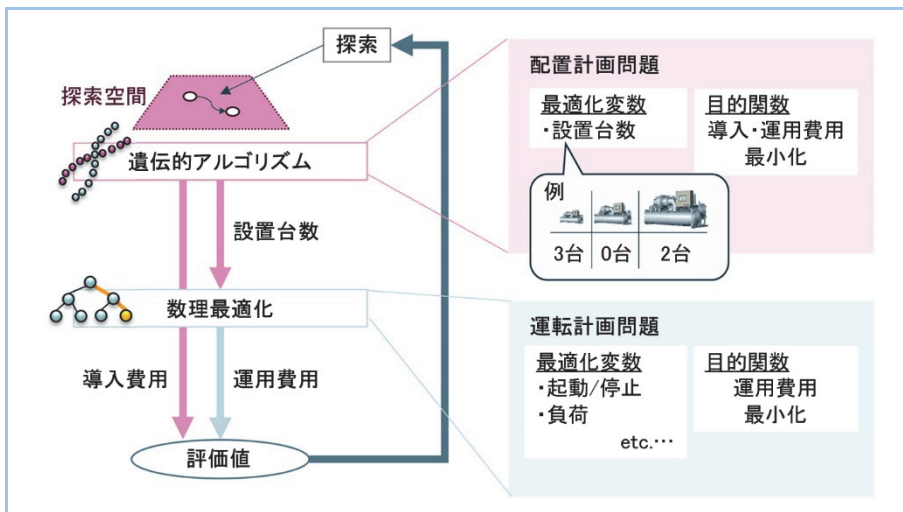 探索
探索空間
遺伝的アルゴリズム
設置台数
数理最適化
導入費用
運用費用
評価値
配置計画問題
最適化変数
・設置台数
目的関数
導入・運用費用
最小化
例
3台
0台
2台
運転計画問題
最適化変数
・起動/停止
・負荷
etc.…
目的関数
運用費用
最小化